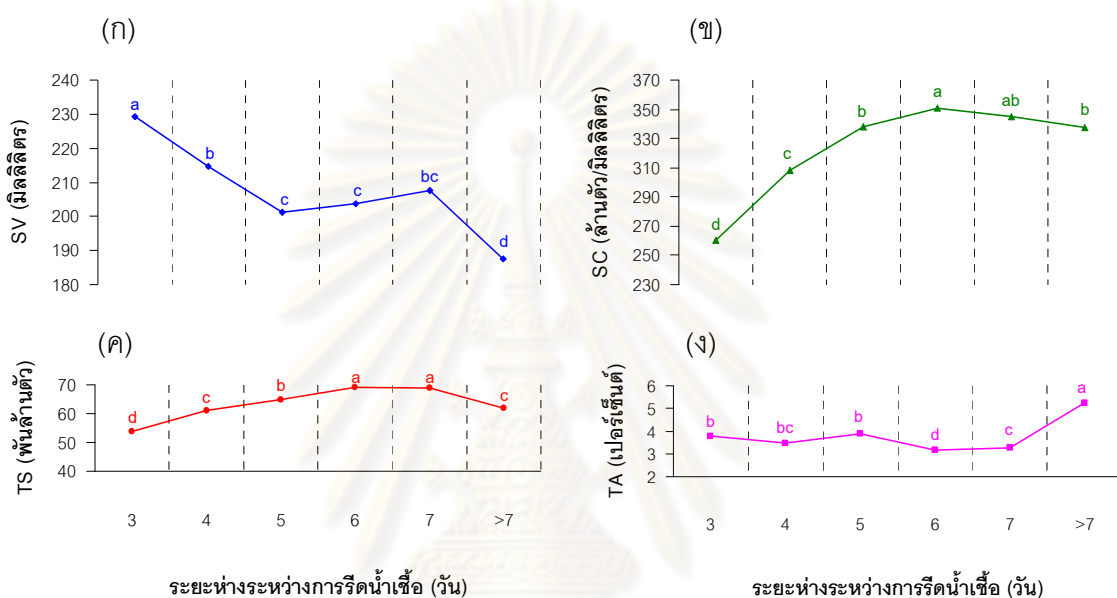 (ก)
SV (มิลลิลิตร)
240
230
220
210
200
190
180
a
b
c
c
bc
d
(ข)
SC (ล้านตัว/มิลลิลิตร)
370
350
330
310
290
270
250
230
d
c
b
a
ab
b
(ค)
TS (พันล้านตัว)
70
60
50
40
d
c
b
a
a
c
3
4
5
6
7
>7
ระยะห่างระหว่างการรีดน้ำเชื้อ (วัน)
(ง)
TA (เปอร์เซ็นต์)
6
5
4
3
2
b
bc
b
d
c
a
3
4
5
6
7
>7
ระยะห่างระหว่างการรีดน้ำเชื้อ (วัน)